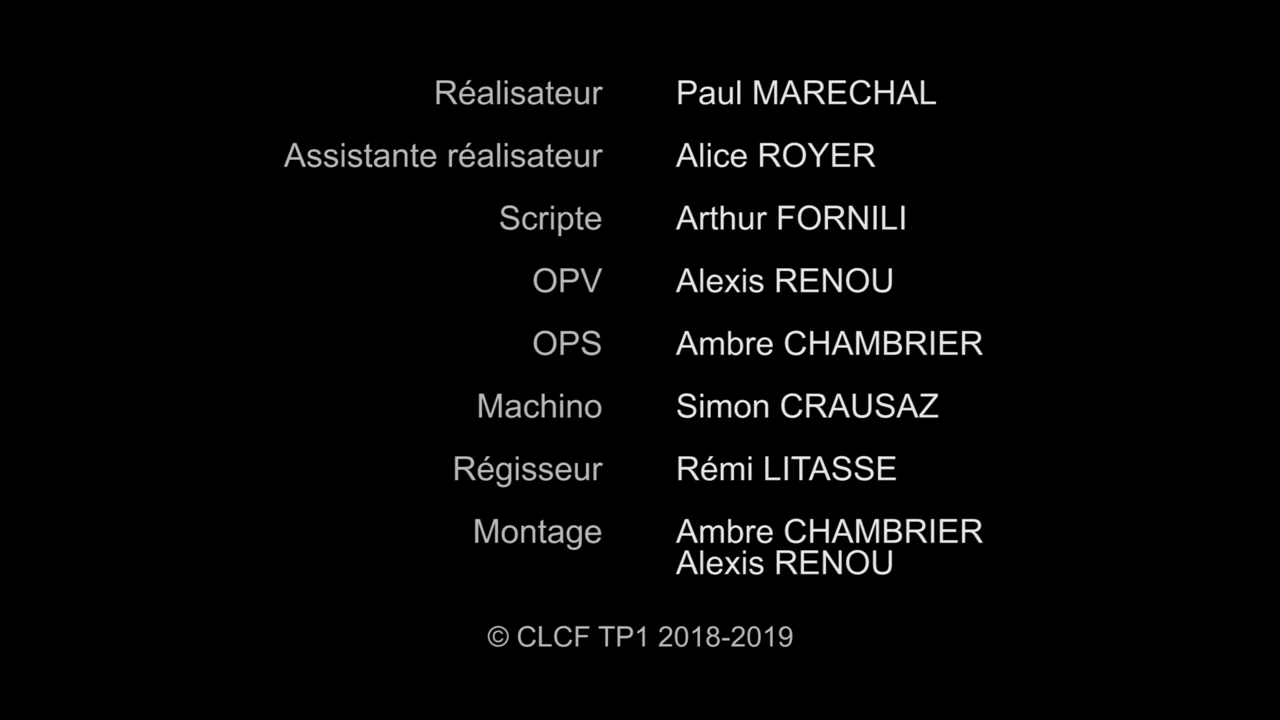 Réalisateur Paul MARECHAL
Assistante réalisateur Alice ROYER
Scripte Arthur FORNILI
OPV Alexis RENOU
OPS Ambre CHAMBRIER
Machino Simon CRAUSAZ
Régisseur Rémi LITASSE
Montage Ambre CHAMBRIER
Alexis RENOU
© CLCF TP1 2018-2019